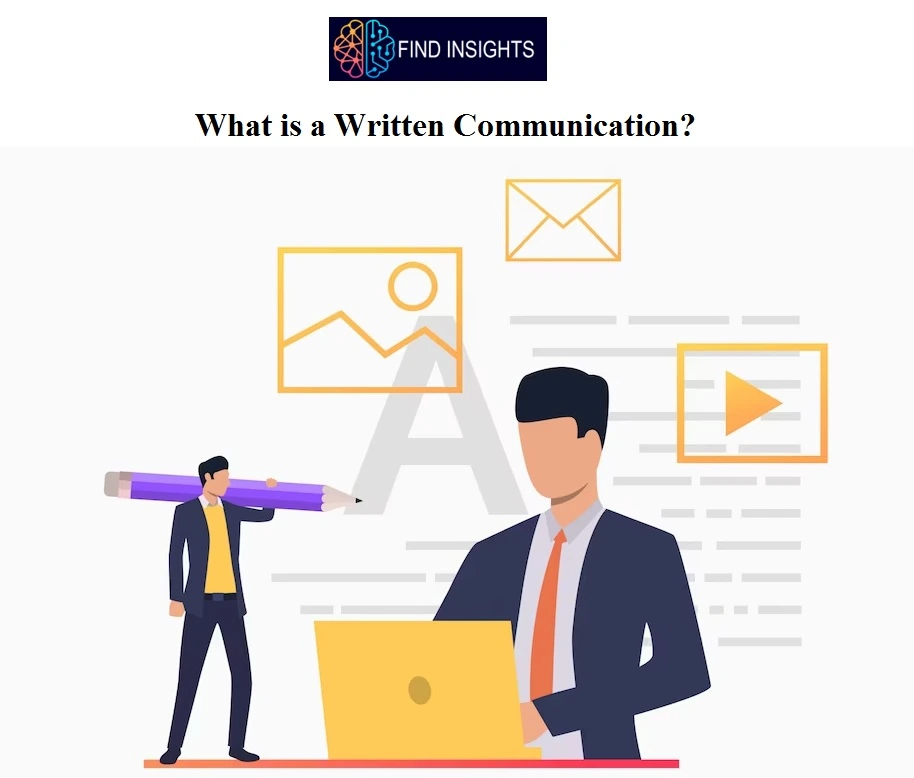 FIND INSIGHTS
What is a Written Communication?
A